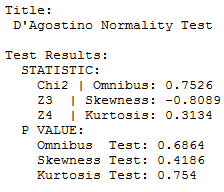 Title:
 D'Agostino Normality Test

Test Results:
  STATISTIC:
    Chi2 | Omnibus: 0.7526
    Z3  | Skewness: -0.8089
    Z4  | Kurtosis: 0.3134
  P VALUE:
    Omnibus  Test: 0.6864
    Skewness Test: 0.4186
    Kurtosis Test: 0.754